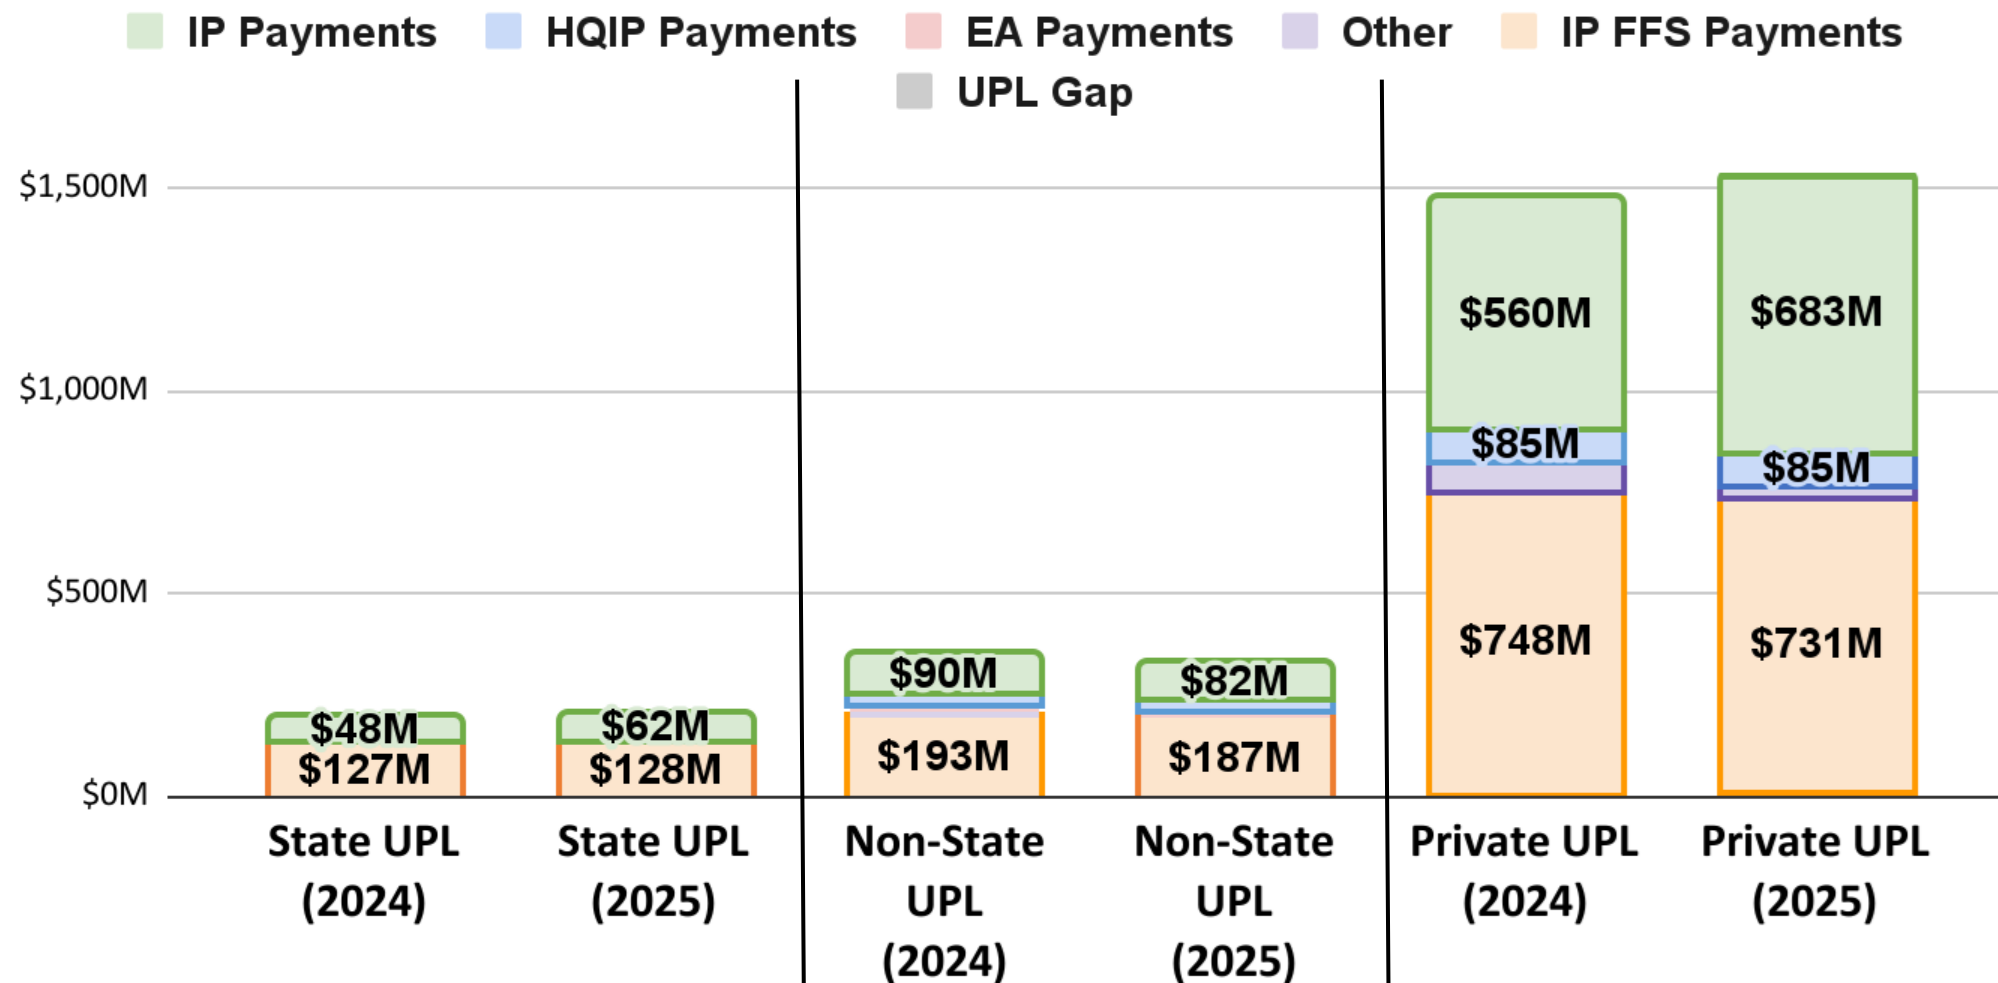 IP Payments HQIP Payments EA Payments Other IP FFS Payments
UPL Gap
$1,500M
$1,000M
$500M
$0M
$48M
$127M
$62M
$128M
$90M
$193M
$82M
$187M
$560M
$85M
$748M
$683M
$85M
$731M
State UPL
(2024)
State UPL
(2025)
Non-State
UPL
(2024)
Non-State
UPL
(2025)
Private UPL
(2024)
Private UPL
(2025)